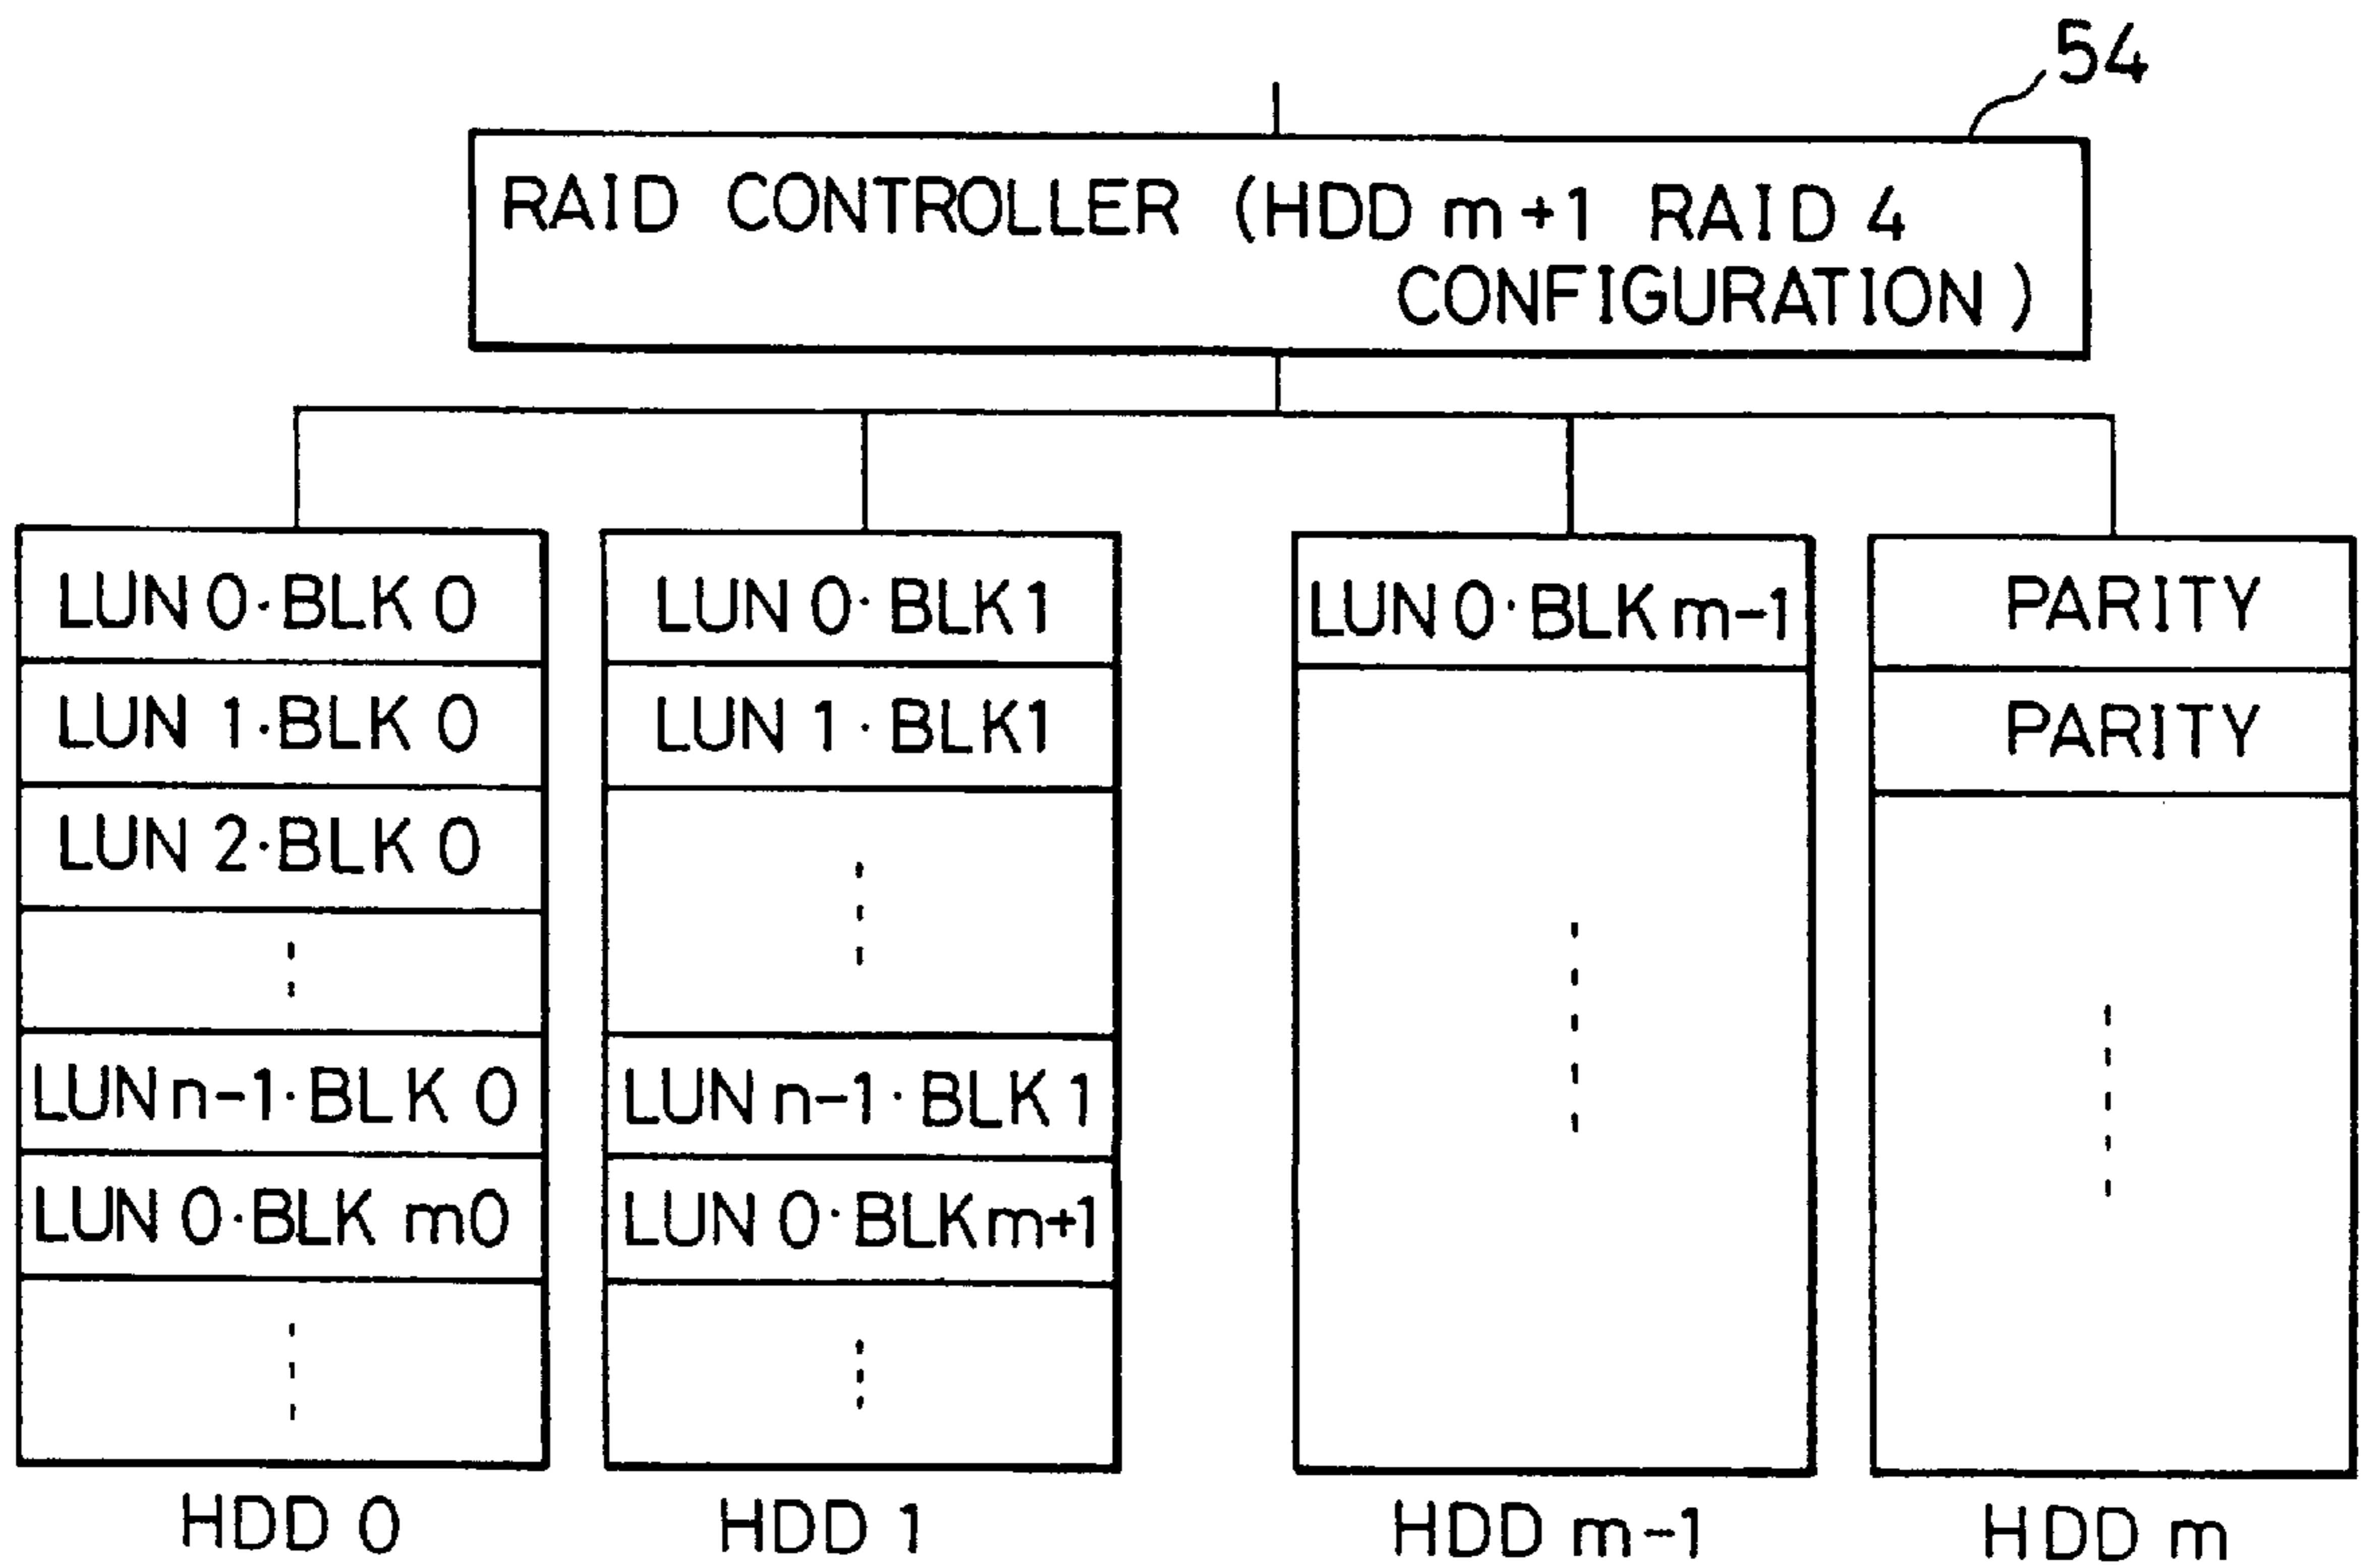 54
RAID CONTROLLER (HDD m+1 RAID 4
CONFIGURATION)
LUN 0·BLK 0
LUN 1·BLK 0
LUN 2·BLK 0
LUN n-1·BLK 0
LUN 0·BLK m0
HDD 0
LUN 0·BLK 1
LUN 1·BLK 1
LUN n-1·BLK 1
LUN 0·BLK m+1
HDD 1
LUN 0·BLK m-1
HDD m-1
PARITY
PARITY
HDD m